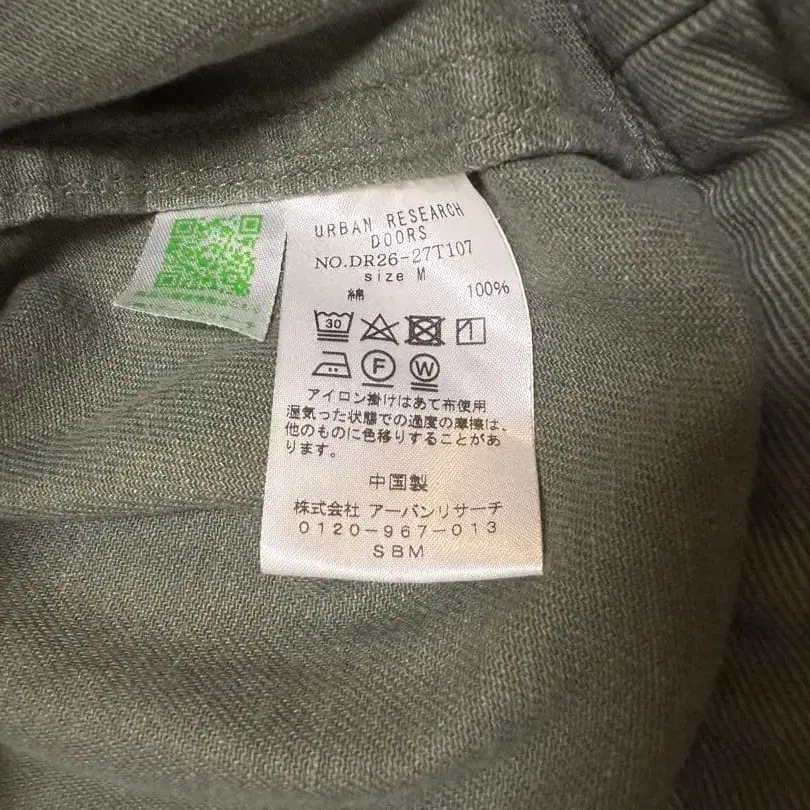 URBAN RESEARCH
DOORS
NO.DR26-27T107
size M
綿 100%
30
F W
アイロン掛けはあて布使用
湿気った状態での過度の摩擦は、
他のものに色移りすることがあ
ります。
中国製
株式会社 アーバンリサーチ
0120-967-013
SBM